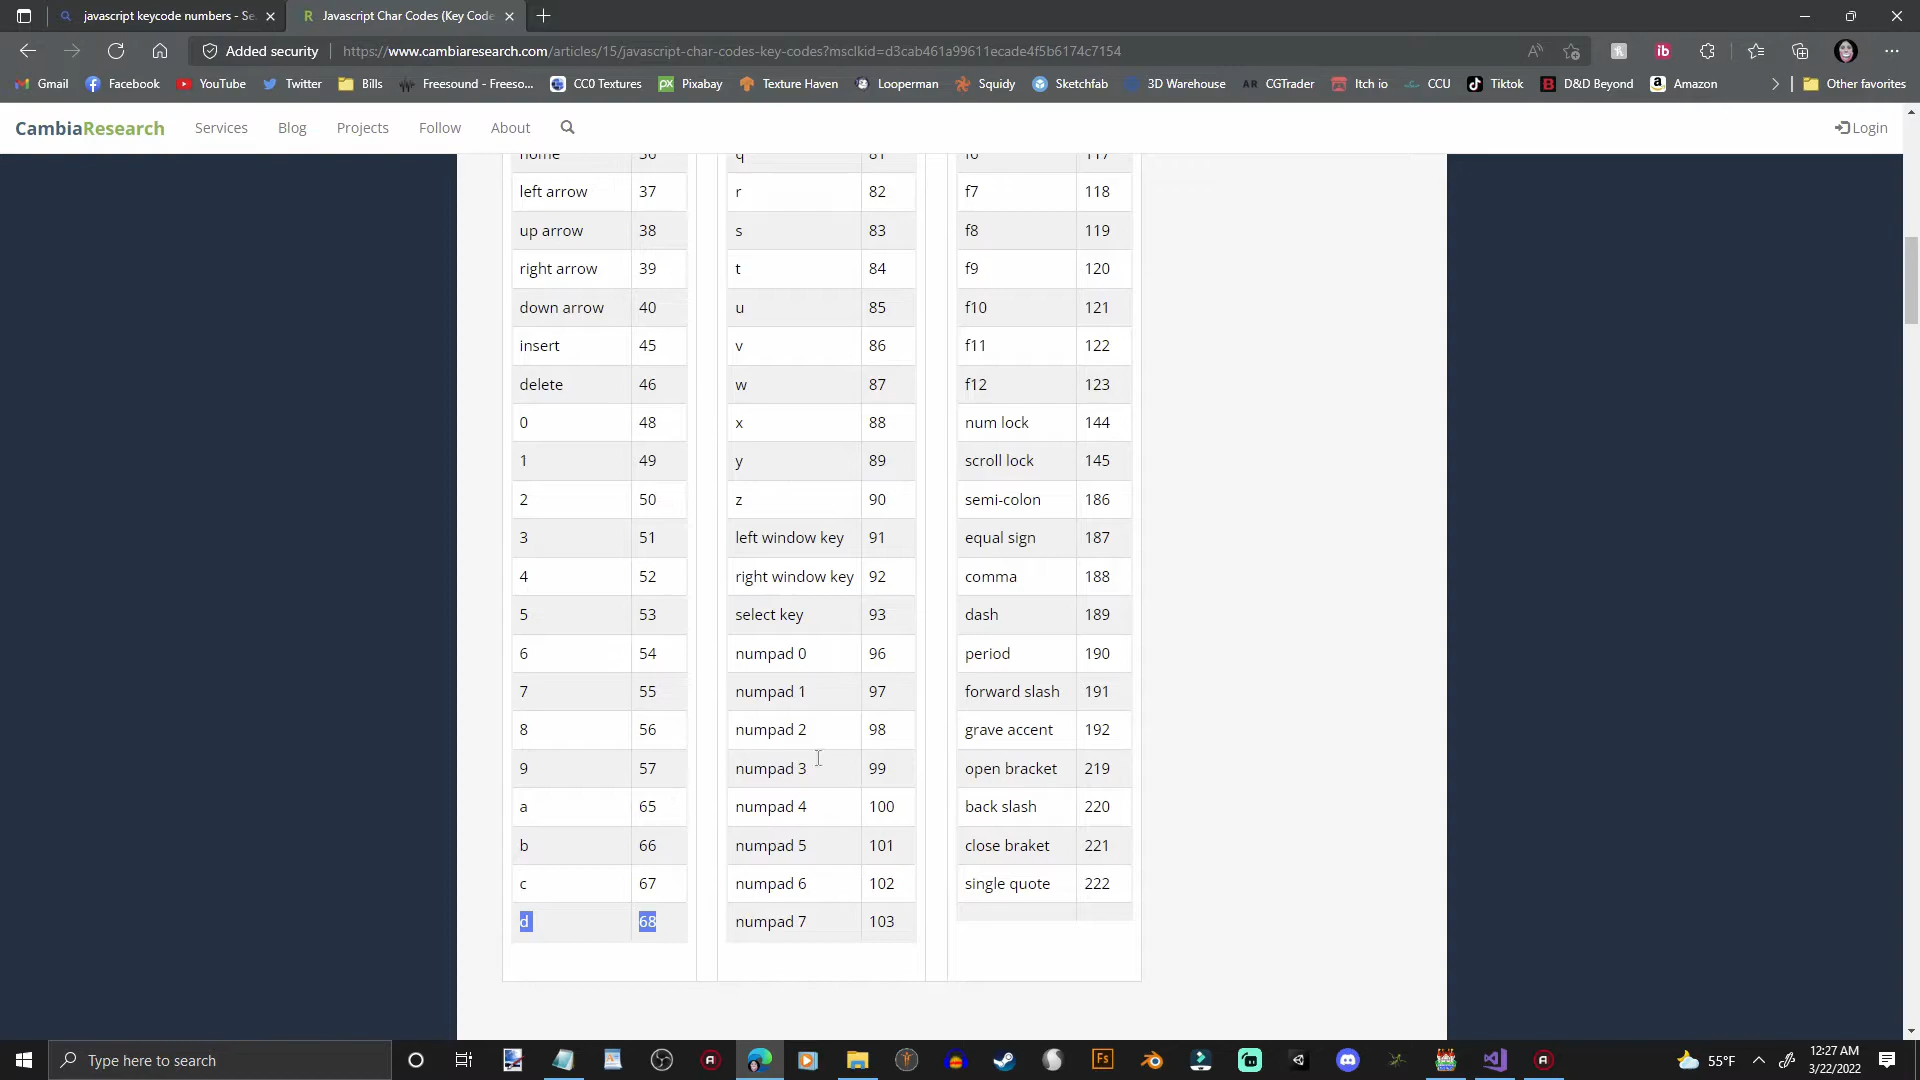 javascript keycode numbers - Se
Javascript Char Codes (Key Code
Added security
https://www.cambiaresearch.com/articles/15/javascript-char-codes-key-codes?msclkid=d3cab461a99611ecade4f5b6174c7154
Gmail Facebook YouTube Twitter Bills Freesound - Freeso... CC0 Textures Pixabay Texture Haven Looperman Squidy Sketchfab 3D Warehouse CGTrader Itch io CCU Tiktok D&D Beyond Amazon Other favorites
CambiaResearch Services Blog Projects Follow About Login
home 36 q 81 f6 117
left arrow 37 r 82 f7 118
up arrow 38 s 83 f8 119
right arrow 39 t 84 f9 120
down arrow 40 u 85 f10 121
insert 45 v 86 f11 122
delete 46 w 87 f12 123
0 48 x 88 num lock 144
1 49 y 89 scroll lock 145
2 50 z 90 semi-colon 186
3 51 left window key 91 equal sign 187
4 52 right window key 92 comma 188
5 53 select key 93 dash 189
6 54 numpad 0 96 period 190
7 55 numpad 1 97 forward slash 191
8 56 numpad 2 98 grave accent 192
9 57 numpad 3 99 open bracket 219
a 65 numpad 4 100 back slash 220
b 66 numpad 5 101 close braket 221
c 67 numpad 6 102 single quote 222
d 68 numpad 7 103
Type here to search
55°F
12:27 AM
3/22/2022